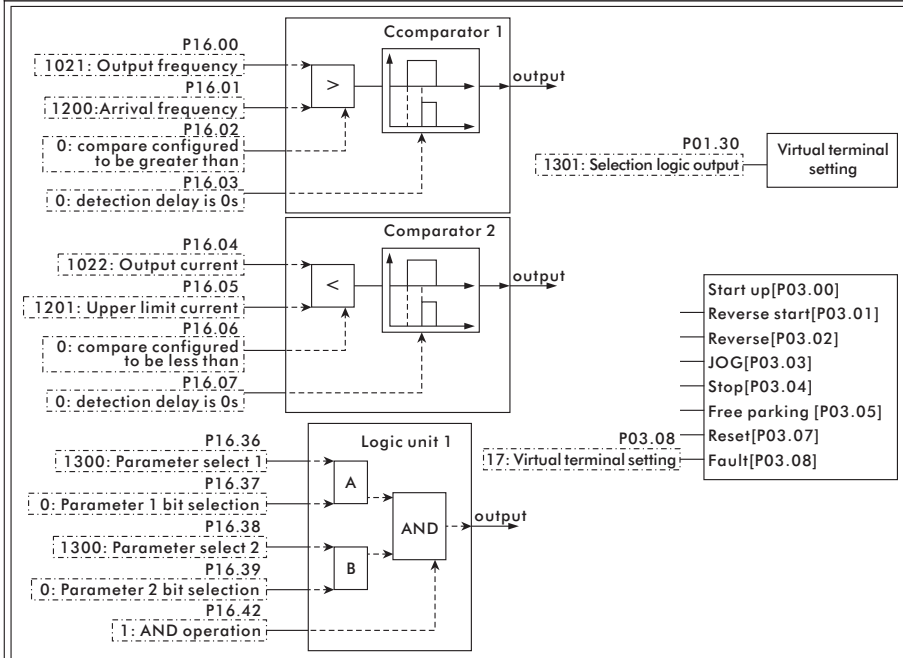 P16.00
1021: Output frequency
P16.01
1200:Arrival frequency
P16.02
0: compare configured
to be greater than
P16.03
0: detection delay is 0s
Ccomparator 1
>
output
P01.30
1301: Selection logic output
Virtual terminal
setting
P16.04
1022: Output current
P16.05
1201: Upper limit current
P16.06
0: compare configured
to be less than
P16.07
0: detection delay is 0s
Comparator 2
<
output
Start up[P03.00]
Reverse start[P03.01]
Reverse[P03.02]
JOG[P03.03]
Stop[P03.04]
Free parking [P03.05]
Reset[P03.07]
Fault[P03.08]
P03.08
17: Virtual terminal setting
P16.36
1300: Parameter select 1
P16.37
0: Parameter 1 bit selection
P16.38
1300: Parameter select 2
P16.39
0: Parameter 2 bit selection
P16.42
1: AND operation
Logic unit 1
A
B
AND
output